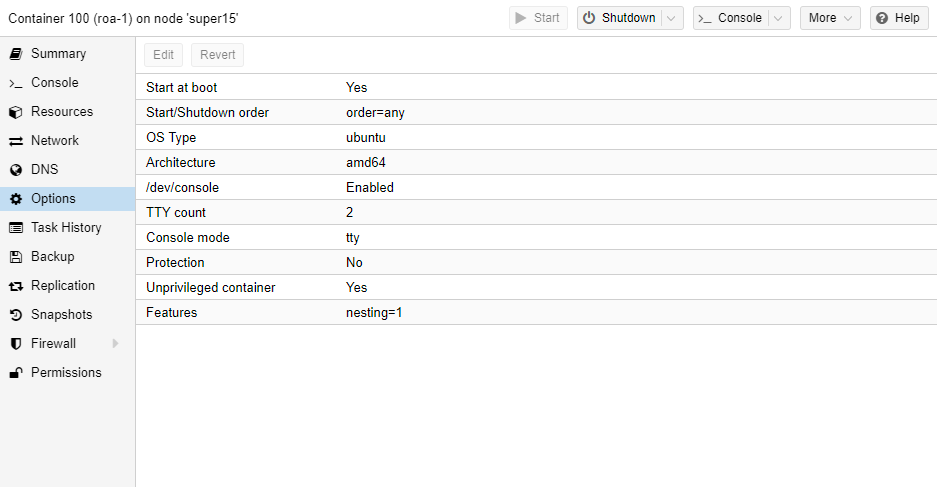 Container 100 (roa-1) on node 'super15'
Start
Shutdown
Console
More
Help
Summary
Console
Resources
Network
DNS
Options
Task History
Backup
Replication
Snapshots
Firewall
Permissions
Edit
Revert
Start at boot Yes
Start/Shutdown order order=any
OS Type ubuntu
Architecture amd64
/dev/console Enabled
TTY count 2
Console mode tty
Protection No
Unprivileged container Yes
Features nesting=1